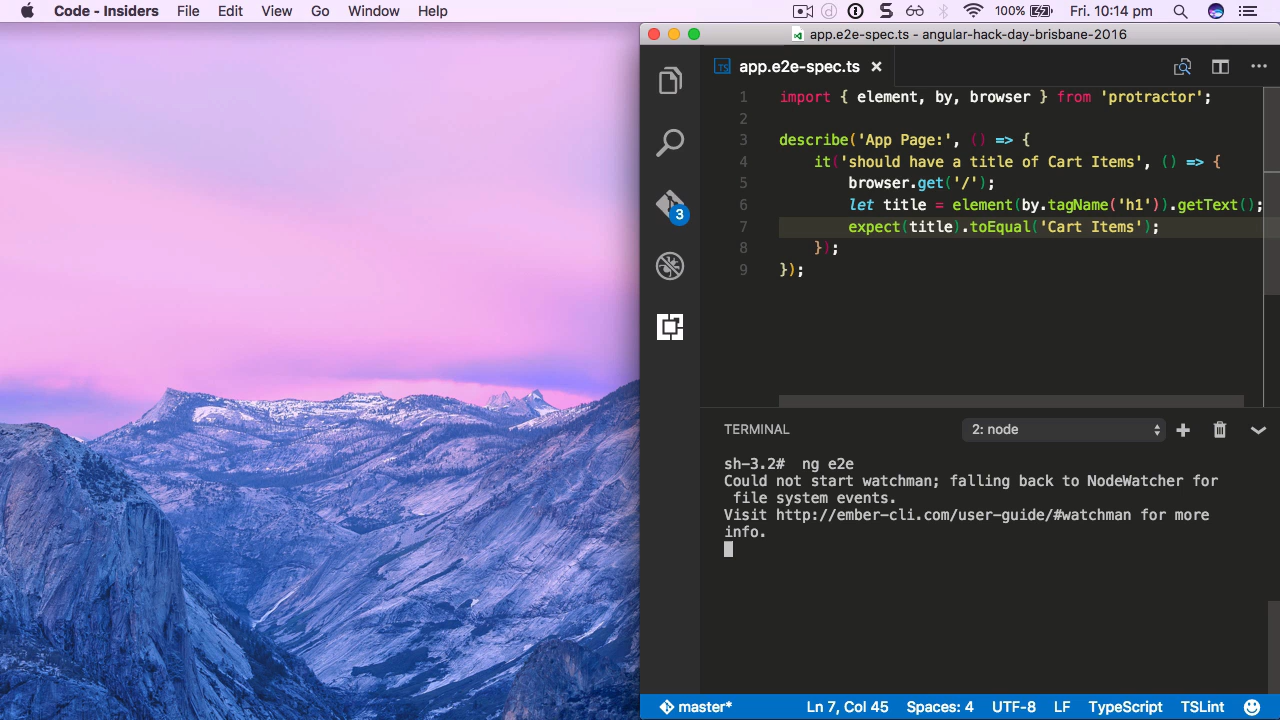 Code - Insiders File Edit View Go Window Help 100% Fri. 10:14 pm
app.e2e-spec.ts - angular-hack-day-brisbane-2016
TS app.e2e-spec.ts
1 import { element, by, browser } from 'protractor';
2
3 describe('App Page:', () => {
4 it('should have a title of Cart Items', () => {
5 browser.get('/');
6 let title = element(by.tagName('h1')).getText();
7 expect(title).toEqual('Cart Items');
8 });
9 });
3
TERMINAL 2: node
sh-3.2# ng e2e
Could not start watchman; falling back to NodeWatcher for
file system events.
Visit http://ember-cli.com/user-guide/#watchman for more
info.
master* Ln 7, Col 45 Spaces: 4 UTF-8 LF TypeScript TSLint